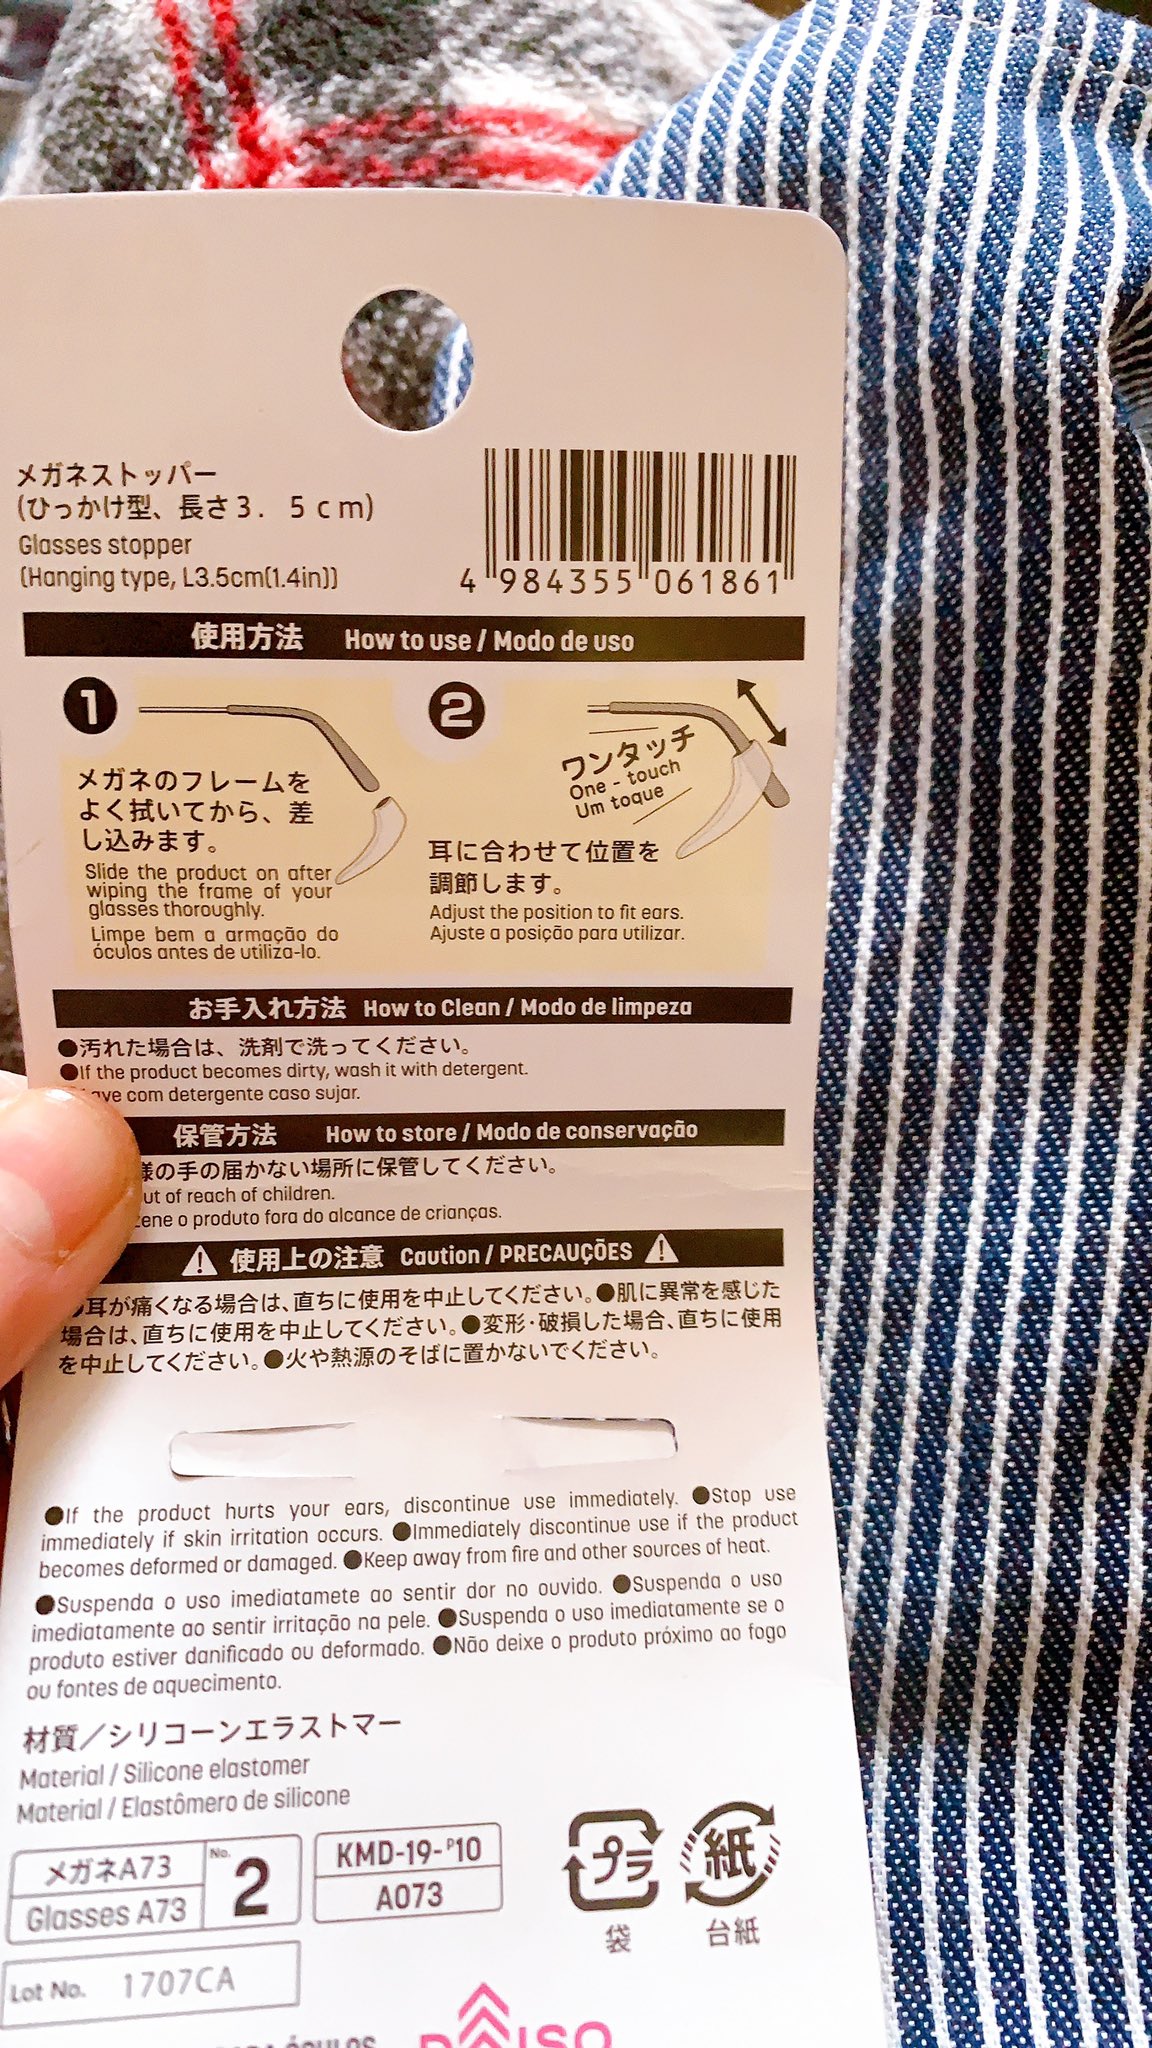 メガネストッパー
(ひっかけ型、長さ3．5cm)
Glasses stopper
(Hanging type, L3.5cm(1.4in))
4 984355 061861
使用方法 How to use / Modo de uso
1
メガネのフレームを
よく拭いてから、差
し込みます。
Slide the product on after
wiping the frame of your
glasses thoroughly.
Limpe bem a armação do
óculos antes de utiliza-lo.
2
ワンタッチ
One - touch
Um toque
耳に合わせて位置を
調節します。
Adjust the position to fit ears.
Ajuste a posição para utilizar.
お手入れ方法 How to Clean / Modo de limpeza
●汚れた場合は、洗剤で洗ってください。
●If the product becomes dirty, wash it with detergent.
com detergente caso sujar.
保管方法 How to store / Modo de conservação
様の手の届かない場所に保管してください。
out of reach of children.
o produto fora do alcance de crianças.
⚠ 使用上の注意 Caution / PRECAUÇÕES ⚠
●耳が痛くなる場合は、直ちに使用を中止してください。●肌に異常を感じた
場合は、直ちに使用を中止してください。●変形・破損した場合、直ちに使用
を中止してください。●火や熱源のそばに置かないでください。
●If the product hurts your ears, discontinue use immediately. ●Stop use
immediately if skin irritation occurs. ●Immediately discontinue use if the product
becomes deformed or damaged. ●Keep away from fire and other sources of heat.
●Suspenda o uso imediatamete ao sentir dor no ouvido. ●Suspenda o uso
imediatamente ao sentir irritação na pele. ●Suspenda o uso imediatamente se o
produto estiver danificado ou deformado. ●Não deixe o produto próximo ao fogo
ou fontes de aquecimento.
材質／シリコーンエラストマー
Material / Silicone elastomer
Material / Elastômero de silicone
メガネA73
Glasses A73
No. 2
KMD-19-P10
A073
プラ
袋
紙
台紙
Lot No. 1707CA
ÓCULOS
DAISO